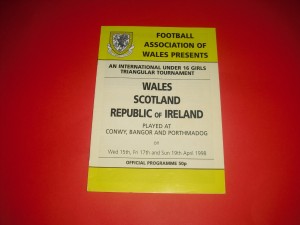 FOOTBALL
ASSOCIATION OF
WALES PRESENTS
AN INTERNATIONAL UNDER 16 GIRLS
TRIANGULAR TOURNAMENT
WALES
SCOTLAND
REPUBLIC OF IRELAND
PLAYED AT
CONWY, BANGOR AND PORTHMADOG
on
Wed 15th, Fri 17th and Sun 19th April 1998
OFFICIAL PROGRAMME 50p